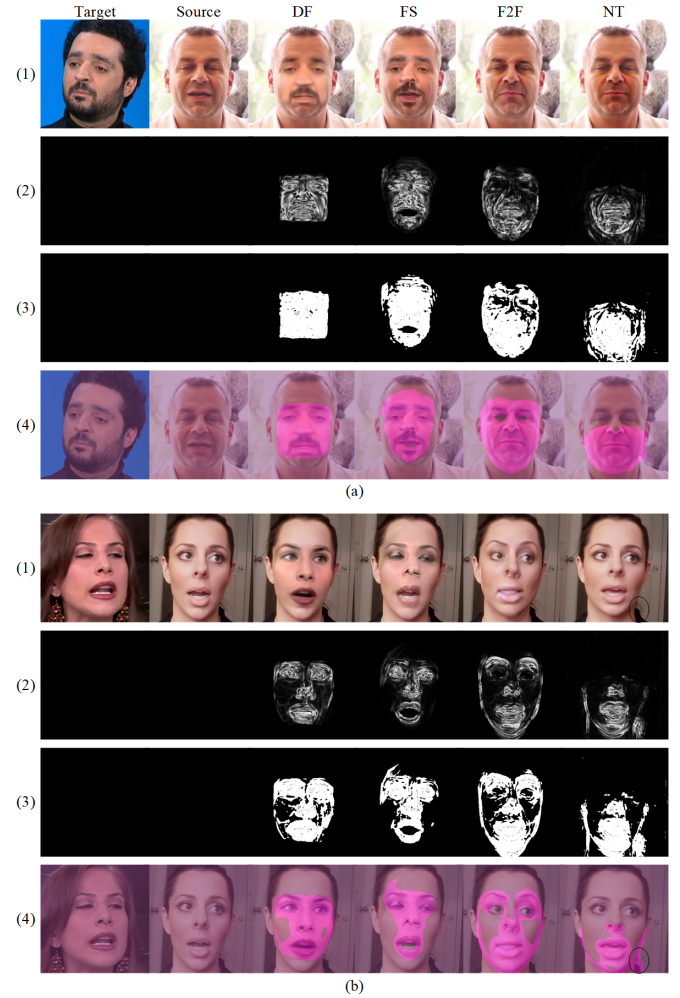 Target Source DF FS F2F NT
(1)
(2)
(3)
(4)
(a)
(1)
(2)
(3)
(4)
(b)